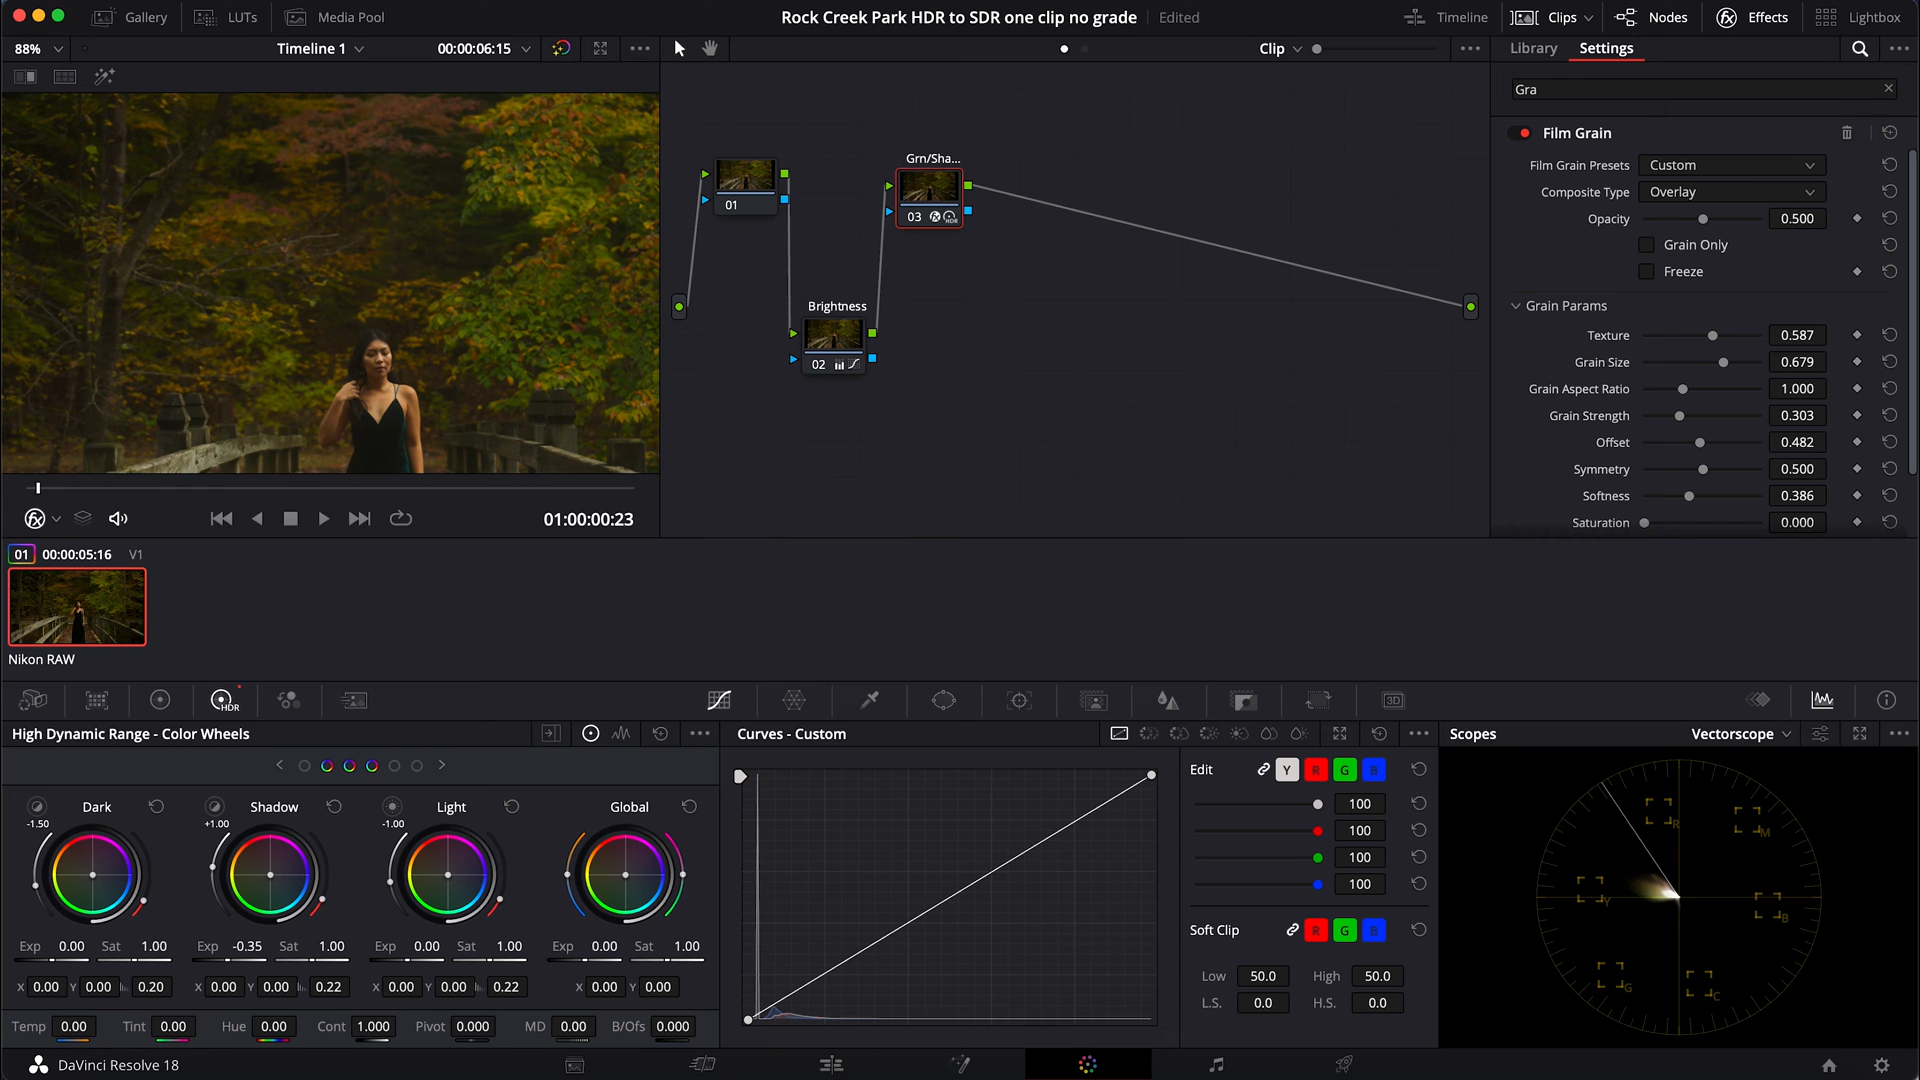 Gallery LUTs Media Pool Rock Creek Park HDR to SDR one clip no grade Edited Timeline Clips Nodes Effects Lightbox
88% Timeline 1 00:00:06:15 Clip Library Settings
Gra
Film Grain
Film Grain Presets Custom
Composite Type Overlay
Opacity 0.500
Grain Only
Freeze
Grain Params
Texture 0.587
Grain Size 0.679
Grain Aspect Ratio 1.000
Grain Strength 0.303
Offset 0.482
Symmetry 0.500
Softness 0.386
Saturation 0.000
01
Grn/Sha...
03
HDR
Brightness
02
01:00:00:23
01 00:00:05:16 V1
Nikon RAW
HDR
3D
High Dynamic Range - Color Wheels
Dark Shadow Light Global
-1.50 +1.00 -1.00
Exp 0.00 Sat 1.00 Exp -0.35 Sat 1.00 Exp 0.00 Sat 1.00 Exp 0.00 Sat 1.00
X 0.00 Y 0.00 0.20 X 0.00 Y 0.00 0.22 X 0.00 Y 0.00 0.22 X 0.00 Y 0.00
Temp 0.00 Tint 0.00 Hue 0.00 Cont 1.000 Pivot 0.000 MD 0.00 B/Ofs 0.000
Curves - Custom
Edit Y R G B
100
100
100
100
Soft Clip R G B
Low 50.0 High 50.0
L.S. 0.0 H.S. 0.0
Scopes Vectorscope
R M
Y B
G C
DaVinci Resolve 18